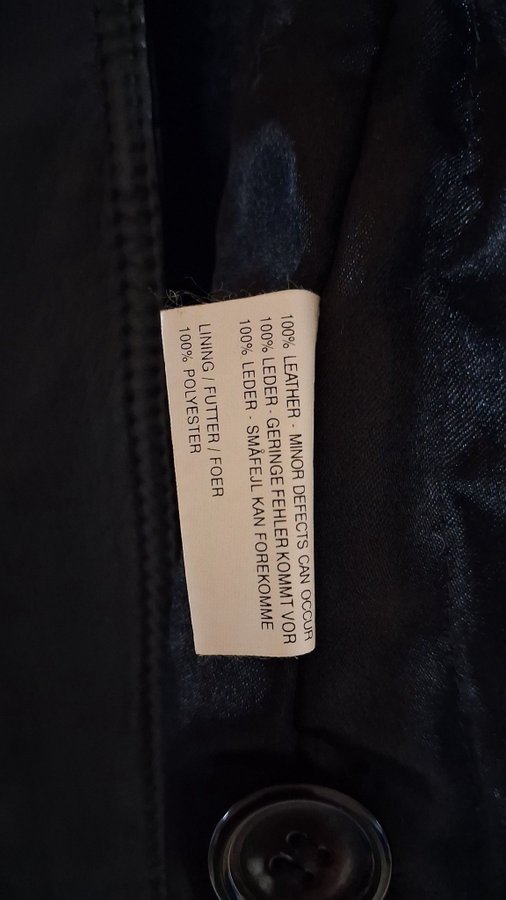 100% LEATHER - MINOR DEFECTS CAN OCCUR
100% LEDER - GERINGE FEHLER KOMMT VOR
100% LEDER - SMÅFEJL KAN FOREKOMME
LINING / FUTTER / FOER
100% POLYESTER